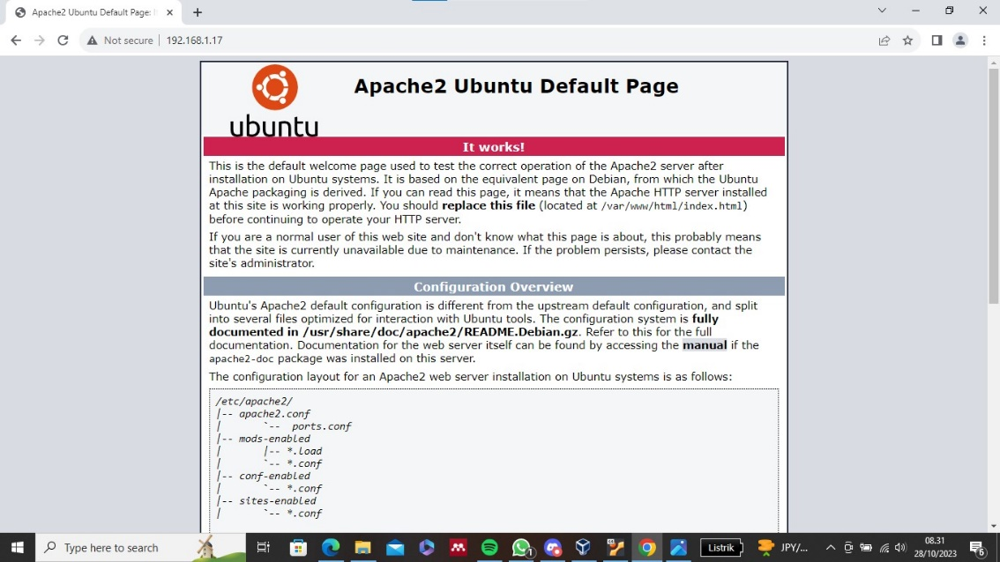 Apache2 Ubuntu Default Page: I
Not secure
192.168.1.17
ubuntu
Apache2 Ubuntu Default Page
It works!
This is the default welcome page used to test the correct operation of the Apache2 server after
installation on Ubuntu systems. It is based on the equivalent page on Debian, from which the Ubuntu
Apache packaging is derived. If you can read this page, it means that the Apache HTTP server installed
at this site is working properly. You should replace this file (located at /var/www/html/index.html)
before continuing to operate your HTTP server.
If you are a normal user of this web site and don't know what this page is about, this probably means
that the site is currently unavailable due to maintenance. If the problem persists, please contact the
site's administrator.
Configuration Overview
Ubuntu's Apache2 default configuration is different from the upstream default configuration, and split
into several files optimized for interaction with Ubuntu tools. The configuration system is fully
documented in /usr/share/doc/apache2/README.Debian.gz. Refer to this for the full
documentation. Documentation for the web server itself can be found by accessing the manual if the
apache2-doc package was installed on this server.
The configuration layout for an Apache2 web server installation on Ubuntu systems is as follows:
/etc/apache2/
|-- apache2.conf
|       `--  ports.conf
|-- mods-enabled
|       |-- *.load
|       `-- *.conf
|-- conf-enabled
|       `-- *.conf
|-- sites-enabled
|       `-- *.conf
Type here to search
Listrik
JPY/...
08.31
28/10/2023
6